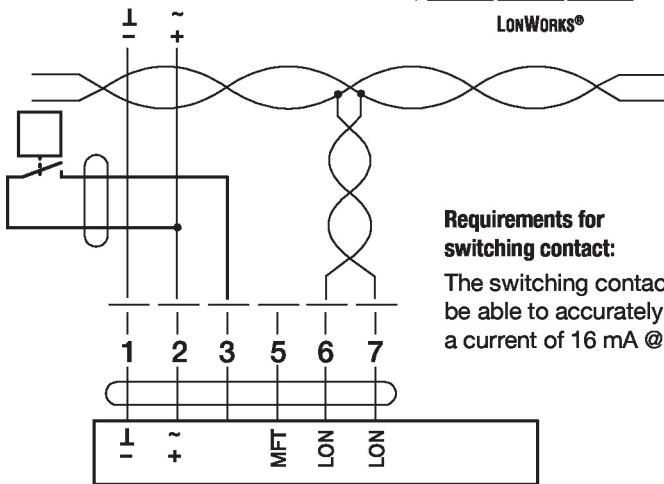 LONWORKS®
⊥ ~
– +
Requirements for
switching contact:
The switching contac
be able to accurately
a current of 16 mA @
1 2 3 5 6 7
⊥ ~
– + MFT LON LON